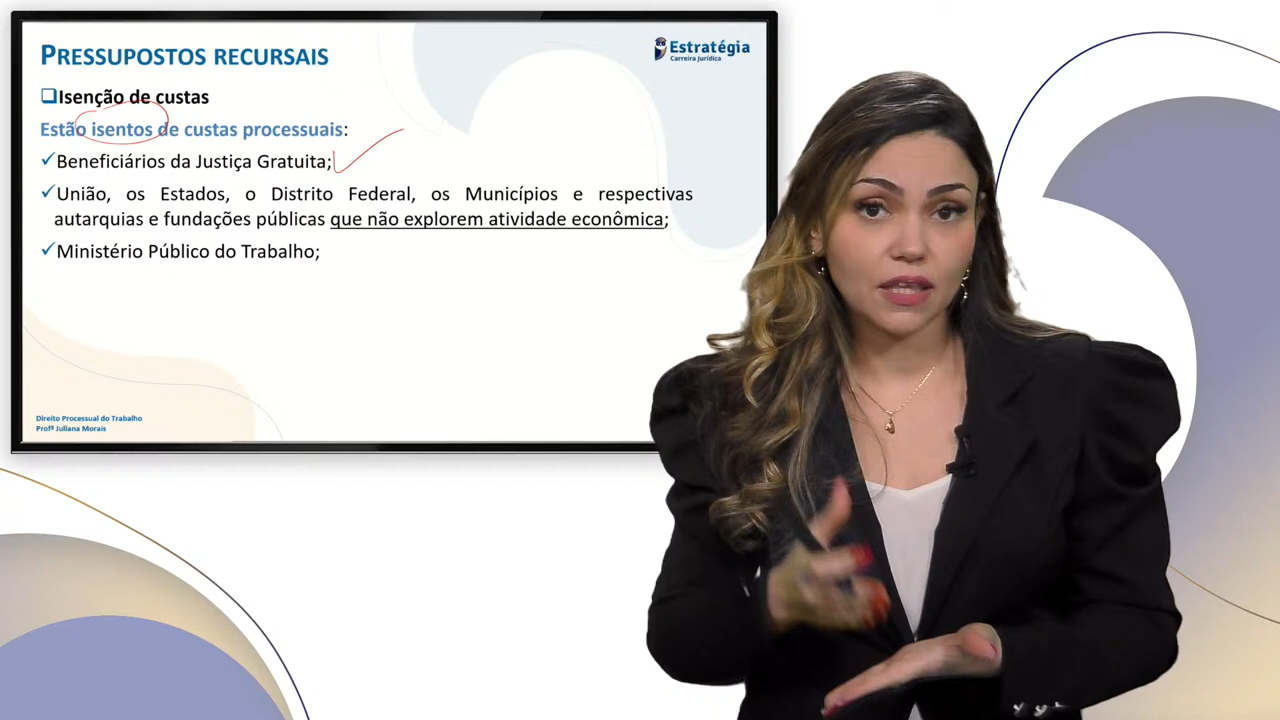 PRESSUPOSTOS RECURSAIS
Estratégia
Carreira Jurídica
Isenção de custas
Estão isentos de custas processuais:
Beneficiários da Justiça Gratuita;
União, os Estados, o Distrito Federal, os Municípios e respectivas
autarquias e fundações públicas que não explorem atividade econômica;
Ministério Público do Trabalho;
Direito Processual do Trabalho
Profª Juliana Morais